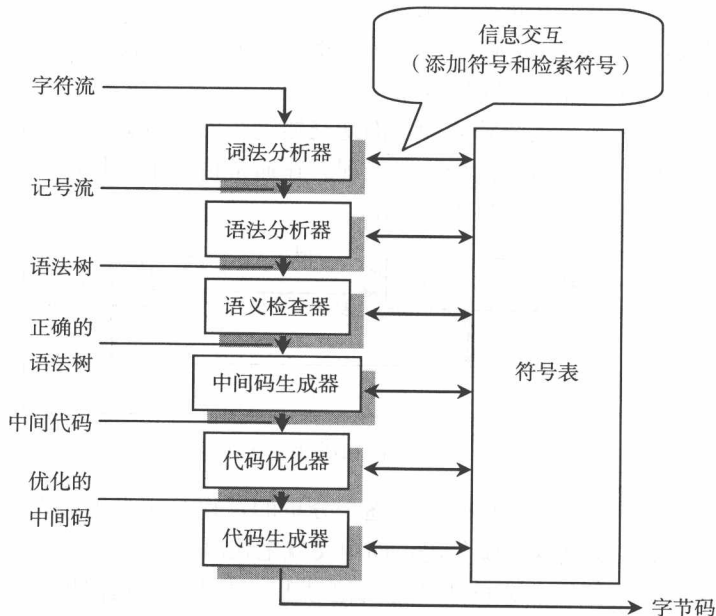 信息交互
（添加符号和检索符号）
字符流
词法分析器
记号流
语法分析器
语法树
语义检查器
正确的
语法树
中间码生成器
符号表
中间代码
代码优化器
优化的
中间码
代码生成器
字节码